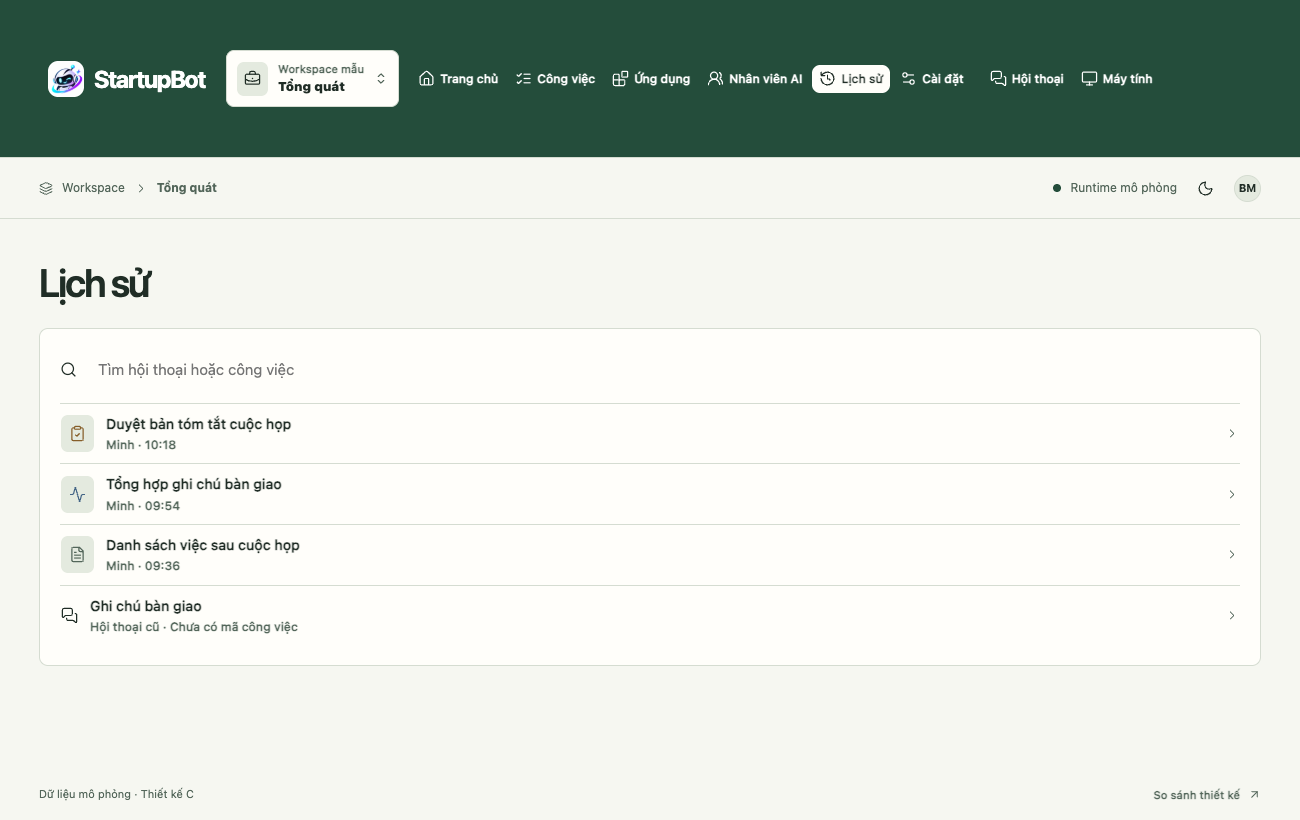 StartupBot
Workspace mẫu
Tổng quát
Trang chủ
Công việc
Ứng dụng
Nhân viên AI
Lịch sử
Cài đặt
Hội thoại
Máy tính
Workspace
Tổng quát
Runtime mô phỏng
BM
Lịch sử
Tìm hội thoại hoặc công việc
Duyệt bản tóm tắt cuộc họp
Minh · 10:18
Tổng hợp ghi chú bàn giao
Minh · 09:54
Danh sách việc sau cuộc họp
Minh · 09:36
Ghi chú bàn giao
Hội thoại cũ · Chưa có mã công việc
Dữ liệu mô phỏng · Thiết kế C
So sánh thiết kế